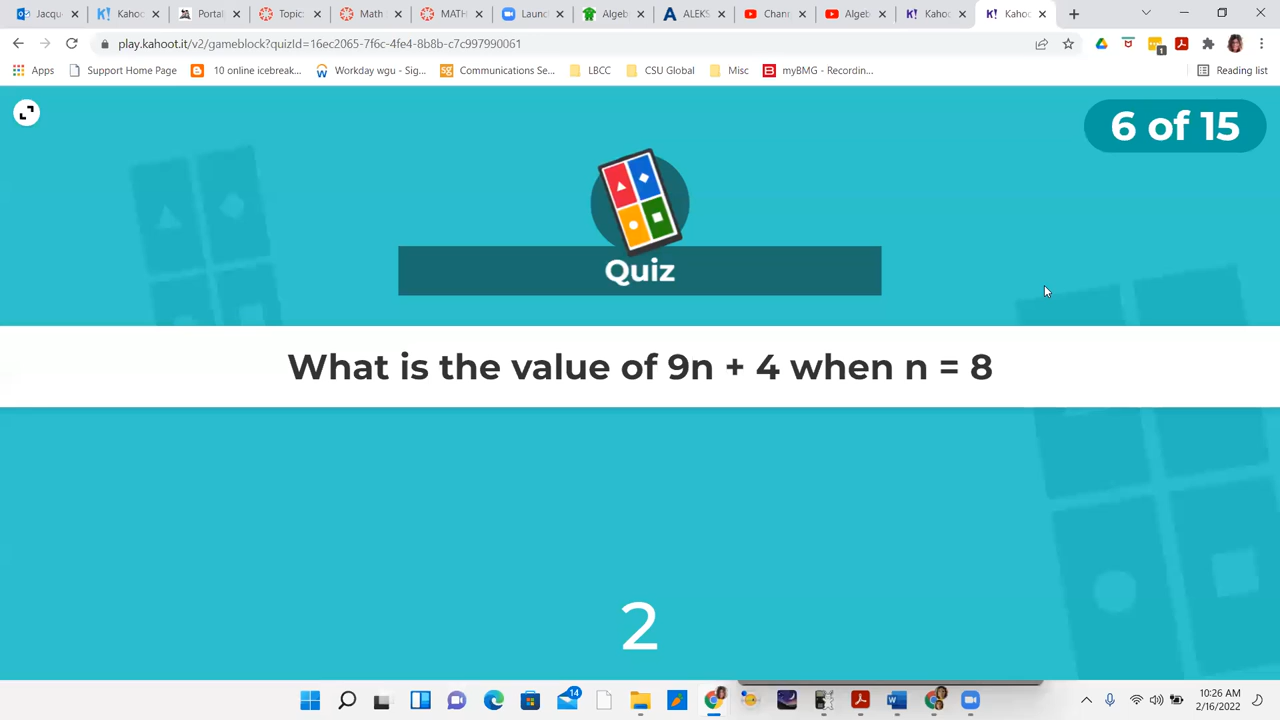 Jacqu
Kahoo
Portal
Topic:
Math
MATH
Launc
Algeb
ALEKS
Chann
Algeb
Kahoo
Kahoo
play.kahoot.it/v2/gameblock?quizId=16ec2065-7f6c-4fe4-8b8b-c7c997990061
1
Apps
Support Home Page
10 online icebreak...
Workday wgu - Sig...
Communications Se...
LBCC
CSU Global
Misc
myBMG - Recordin...
Reading list
6 of 15
Quiz
What is the value of 9n + 4 when n = 8
2
14
10:26 AM
2/16/2022